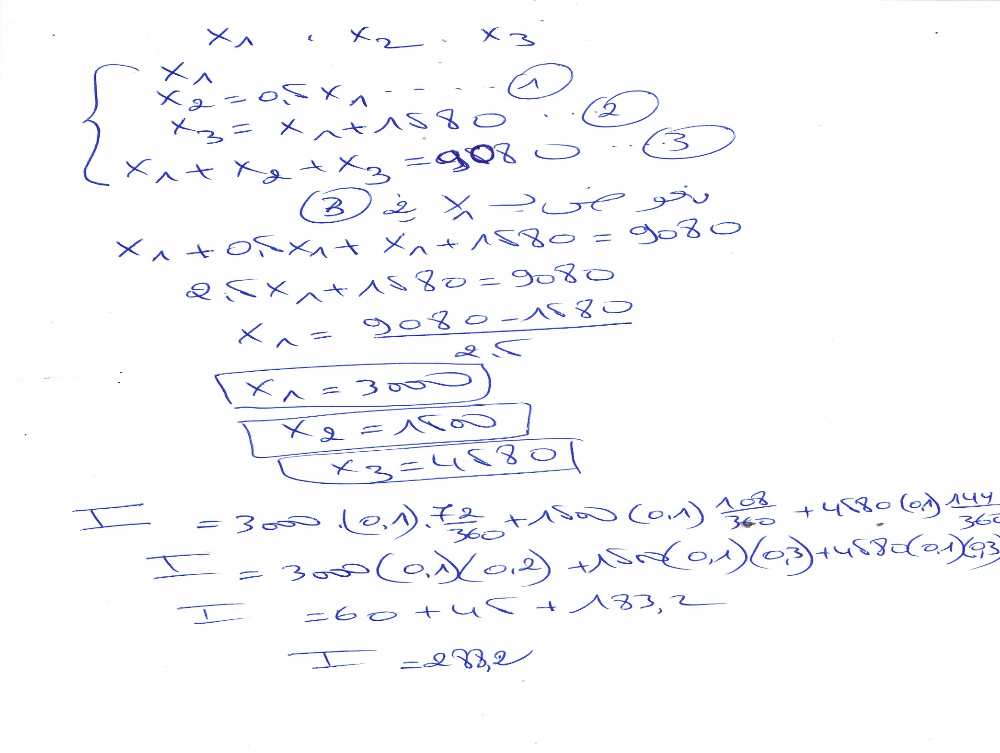 x1 , x2 . x3
x1
x2 = 0,5 x1 - - - - 1
x3 = x1 + 1580 . . . 2
x1 + x2 + x3 = 9080 . . . 3
نعوض بـ x1 في 3
x1 + 0,5x1 + x1 + 1580 = 9080
2,5x1 + 1580 = 9080
x1 = 9080 - 1580 / 2,5
x1 = 3000
x2 = 1500
x3 = 4580
I = 3000 . (0,1) . 72/360 + 1500 (0,1) 108/360 + 4580 (0,1) 144/360
I = 3000 (0,1)(0,2) + 1500 (0,1)(0,3) + 4580 (0,1)(0,3
I = 60 + 45 + 183,2
I = 288,2